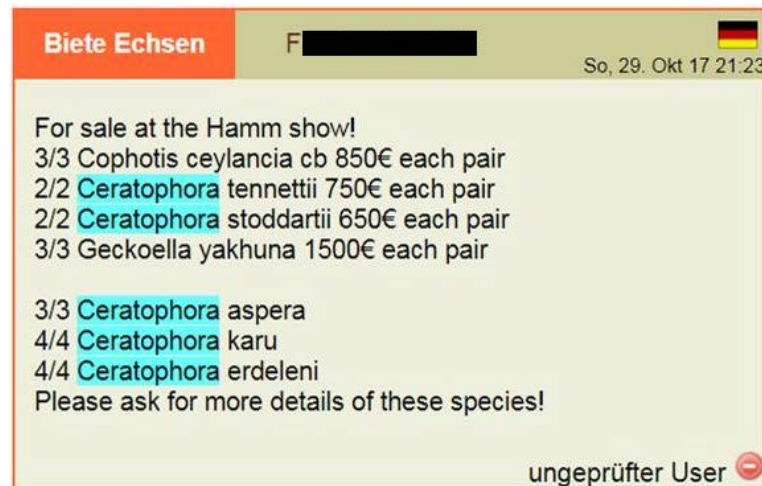 Biete Echsen
F
So, 29. Okt 17 21:23
For sale at the Hamm show!
3/3 Cophotis ceylancia cb 850€ each pair
2/2 Ceratophora tennettii 750€ each pair
2/2 Ceratophora stoddartii 650€ each pair
3/3 Geckoella yakhuna 1500€ each pair
3/3 Ceratophora aspera
4/4 Ceratophora karu
4/4 Ceratophora erdeleni
Please ask for more details of these species!
ungeprüfter User